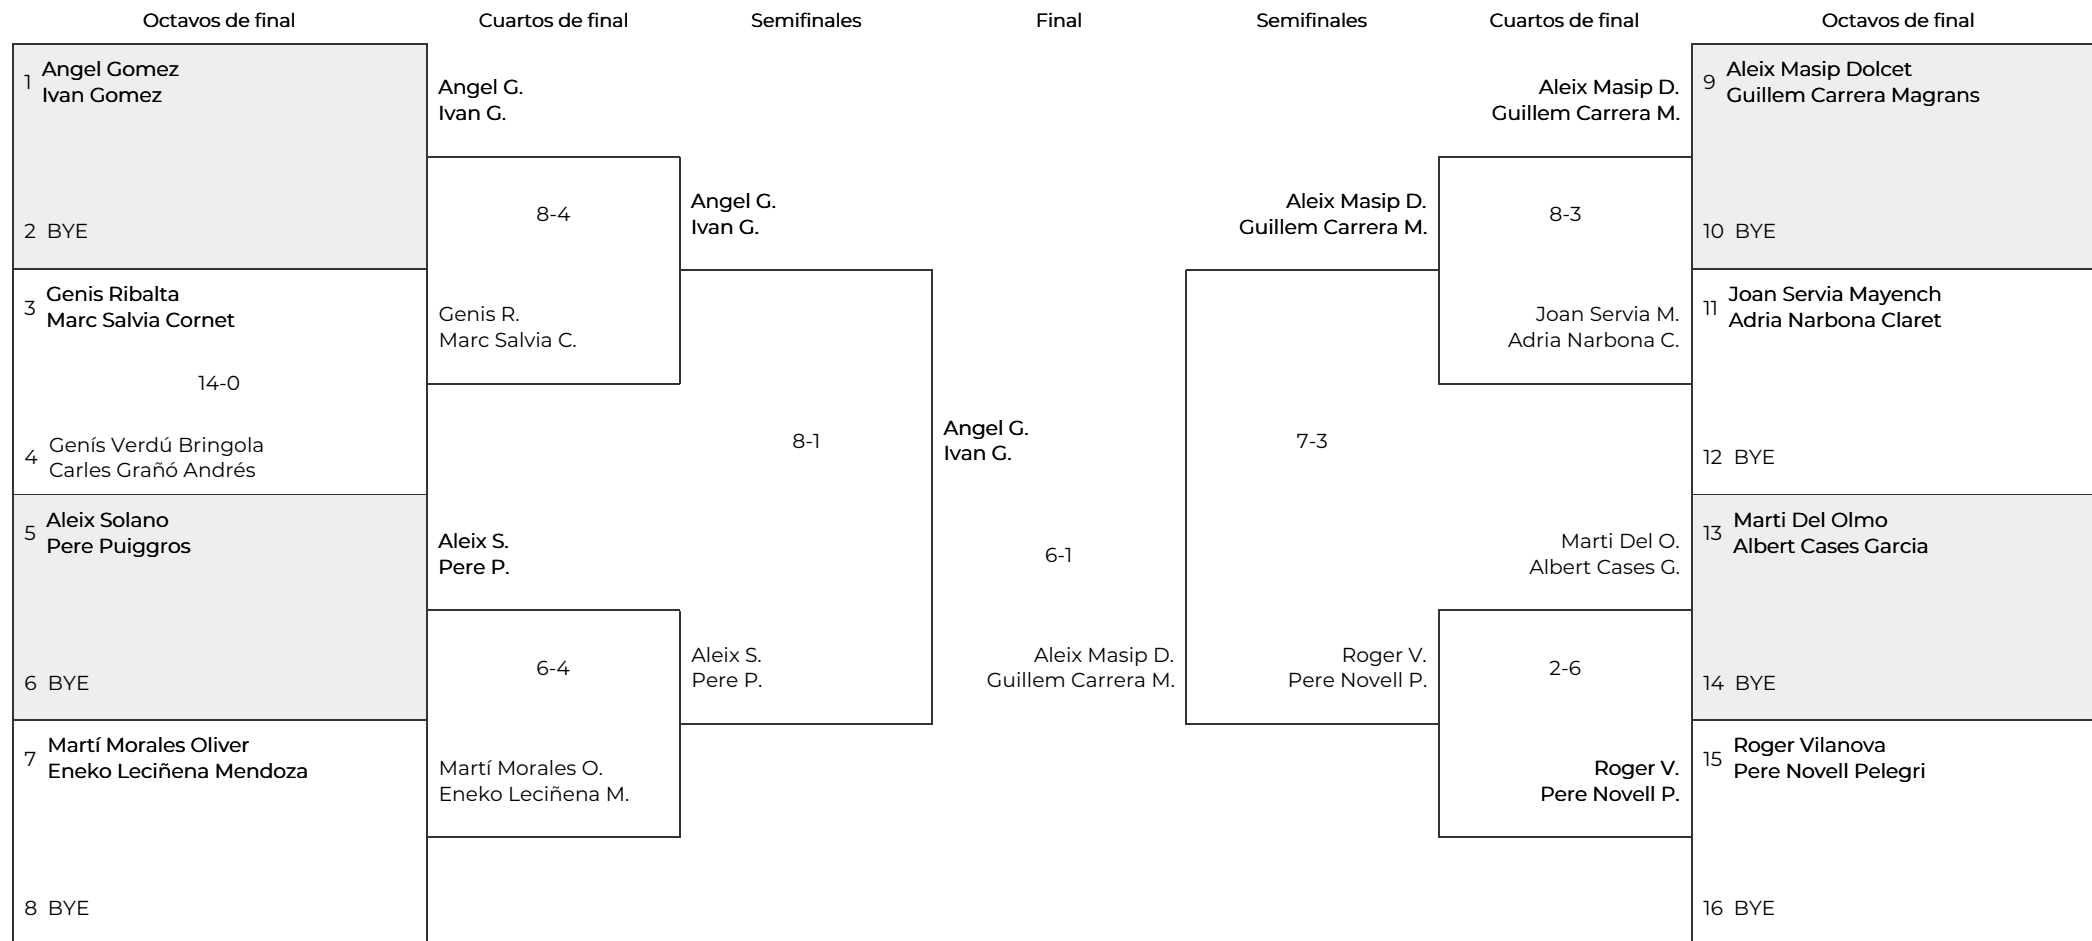 Octavos de final
Cuartos de final
Semifinales
Final
Semifinales
Cuartos de final
Octavos de final
1 Angel Gomez
Ivan Gomez
2 BYE
3 Genis Ribalta
Marc Salvia Cornet
14-0
4 Genís Verdú Bringola
Carles Grañó Andrés
5 Aleix Solano
Pere Puiggros
6 BYE
7 Martí Morales Oliver
Eneko Leciñena Mendoza
8 BYE
Angel G.
Ivan G.
8-4
Genis R.
Marc Salvia C.
Aleix S.
Pere P.
6-4
Martí Morales O.
Eneko Leciñena M.
Angel G.
Ivan G.
8-1
Aleix S.
Pere P.
Angel G.
Ivan G.
6-1
Aleix Masip D.
Guillem Carrera M.
Aleix Masip D.
Guillem Carrera M.
7-3
Roger V.
Pere Novell P.
Aleix Masip D.
Guillem Carrera M.
8-3
Joan Servia M.
Adria Narbona C.
Marti Del O.
Albert Cases G.
2-6
Roger V.
Pere Novell P.
9 Aleix Masip Dolcet
Guillem Carrera Magrans
10 BYE
11 Joan Servia Mayench
Adria Narbona Claret
12 BYE
13 Marti Del Olmo
Albert Cases Garcia
14 BYE
15 Roger Vilanova
Pere Novell Pelegri
16 BYE